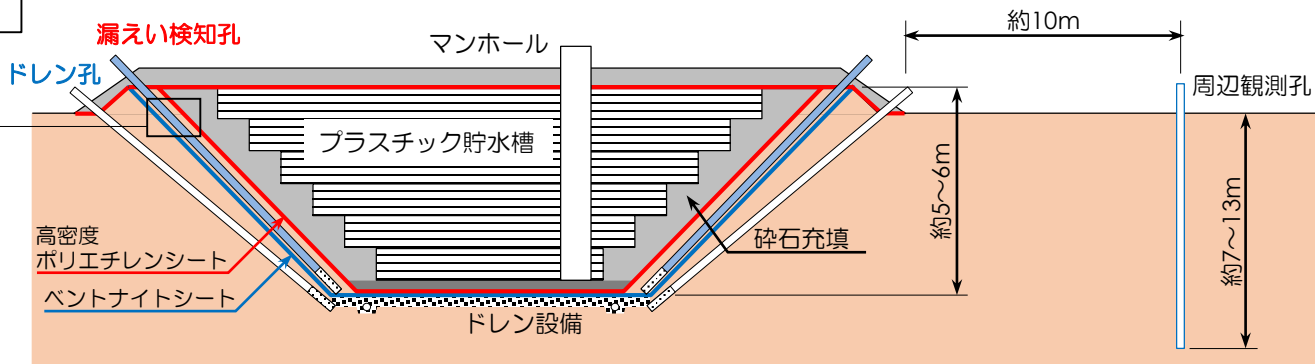 約10m
漏えい検知孔
マンホール
ドレン孔
周辺観測孔
プラスチック貯水槽
約5~6m
約7~13m
高密度
ポリエチレンシート
砕石充填
ベントナイトシート
ドレン設備